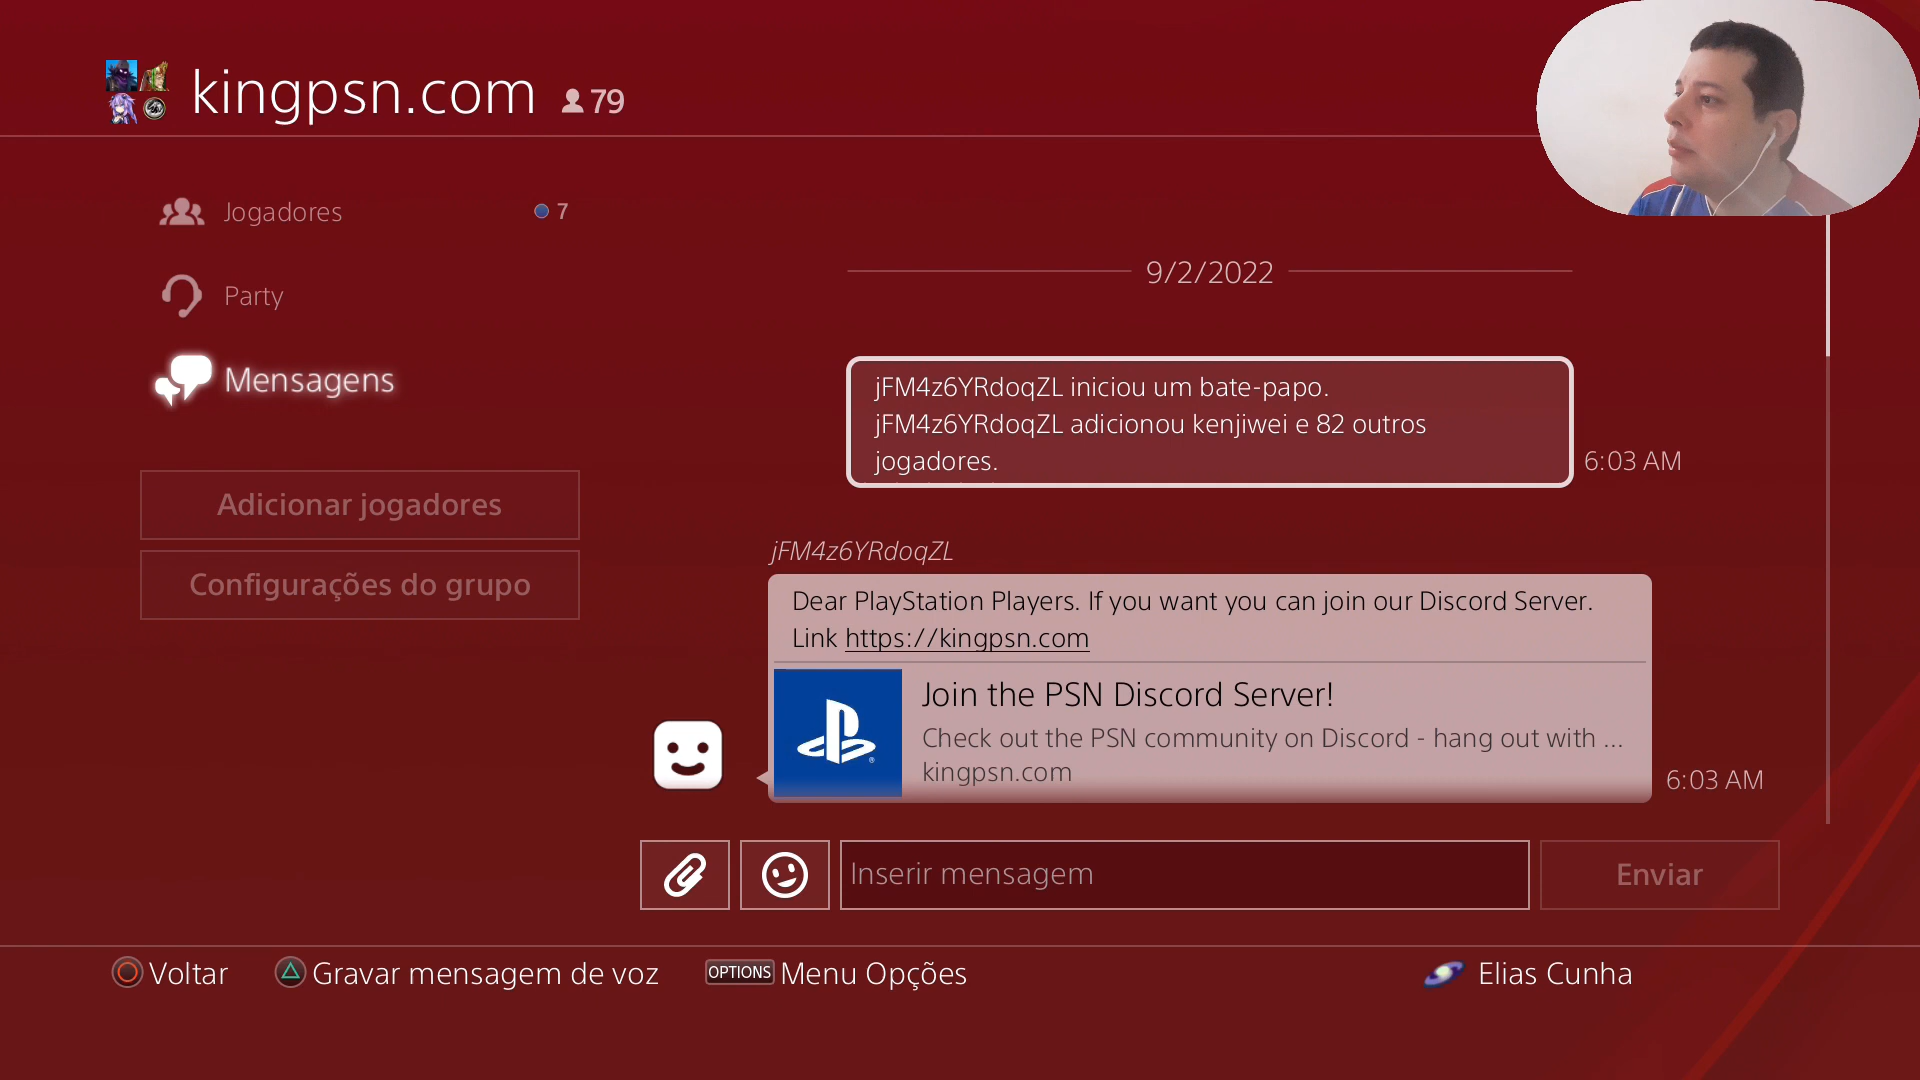 kingpsn.com 79
Jogadores 7
Party
Mensagens
Adicionar jogadores
Configurações do grupo
9/2/2022
jFM4z6YRdoqZL iniciou um bate-papo.
jFM4z6YRdoqZL adicionou kenjiwei e 82 outros
jogadores.
6:03 AM
jFM4z6YRdoqZL
Dear PlayStation Players. If you want you can join our Discord Server.
Link https://kingpsn.com
Join the PSN Discord Server!
Check out the PSN community on Discord - hang out with ...
kingpsn.com
6:03 AM
Inserir mensagem
Enviar
Voltar
Gravar mensagem de voz
OPTIONS Menu Opções
Elias Cunha